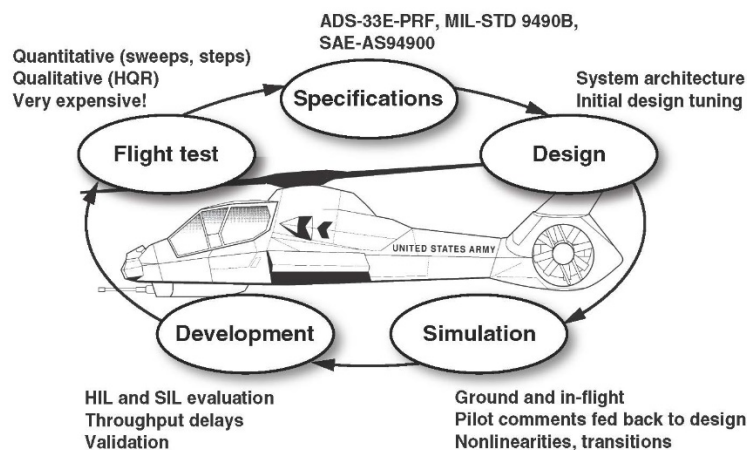 ADS-33E-PRF, MIL-STD 9490B,
SAE-AS94900
Quantitative (sweeps, steps)
Qualitative (HQR)
Very expensive!
Specifications
System architecture
Initial design tuning
Flight test
Design
UNITED STATES ARMY
Development
Simulation
HIL and SIL evaluation
Throughput delays
Validation
Ground and in-flight
Pilot comments fed back to design
Nonlinearities, transitions